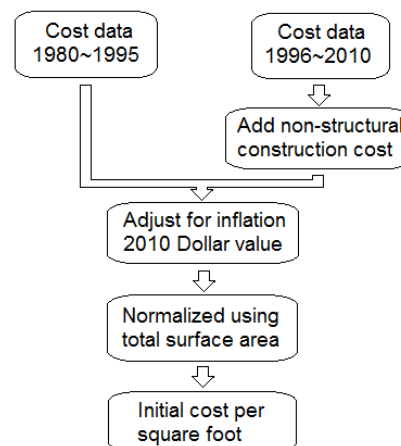 Cost data
1980~1995
Cost data
1996~2010
Add non-structural
construction cost
Adjust for inflation
2010 Dollar value
Normalized using
total surface area
Initial cost per
square foot